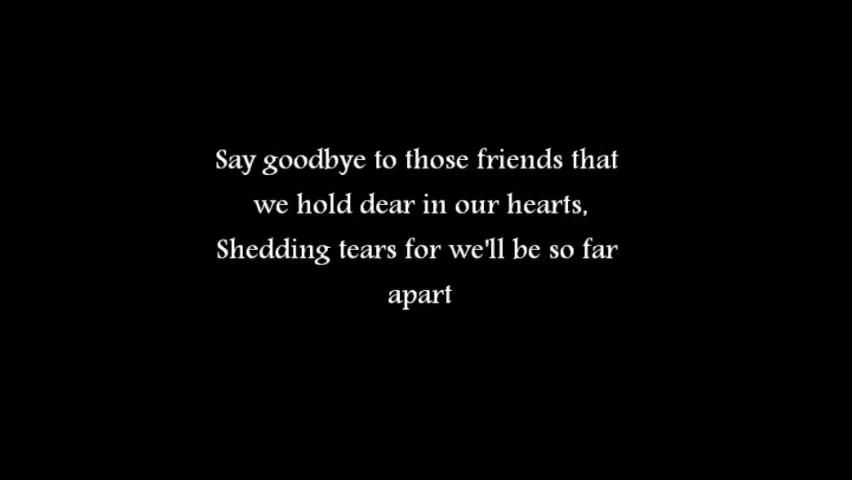 Say goodbye to those friends that
we hold dear in our hearts,
Shedding tears for we'll be so far
apart